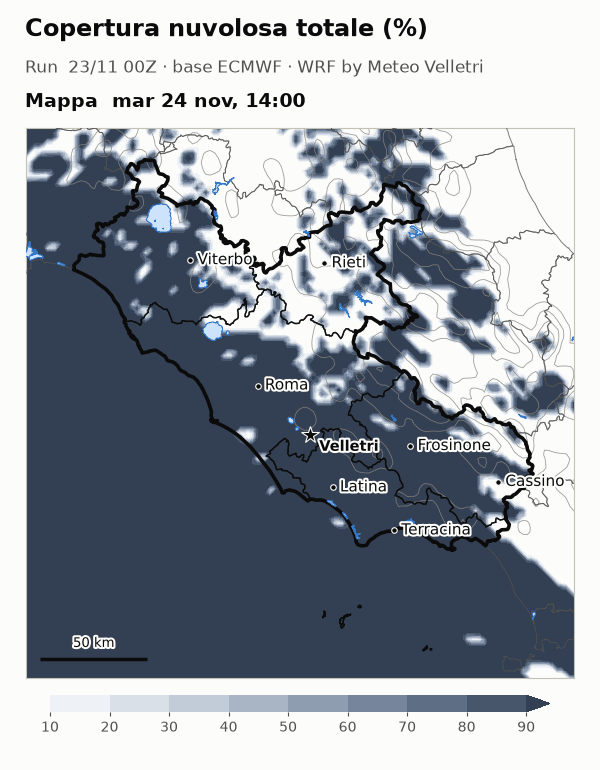 Copertura nuvolosa totale (%)
Run  23/11 00Z · base ECMWF · WRF by Meteo Velletri
Mappa  mar 24 nov, 14:00
Viterbo
Rieti
Roma
Velletri
Frosinone
Cassino
Latina
Terracina
50 km
10 20 30 40 50 60 70 80 90